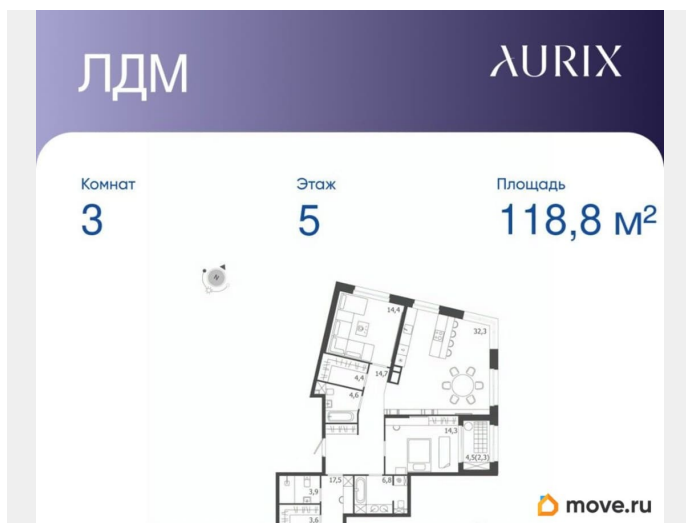 ЛДМ AURIX
Комнат Этаж Площадь
3 5 118,8 м²
N
14,4
32,3
14,7
4,4
4,6
14,3
4,5(2,3)
17,5 6,8
3,9
3,6
move.ru